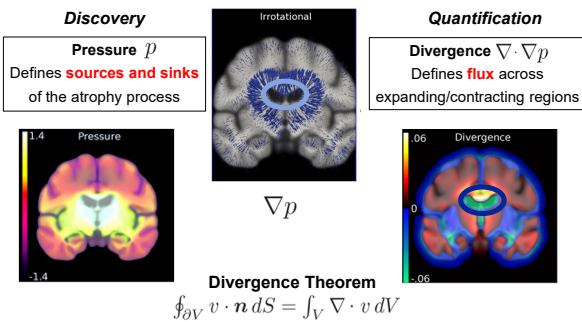 Discovery
Pressure p
Defines sources and sinks
of the atrophy process
Irrotational
∇p
Quantification
Divergence ∇·∇p
Defines flux across
expanding/contracting regions
1.4
Pressure
-1.4
.06
Divergence
0
-.06
Divergence Theorem
∮∂V v · n dS = ∫V ∇ · v dV